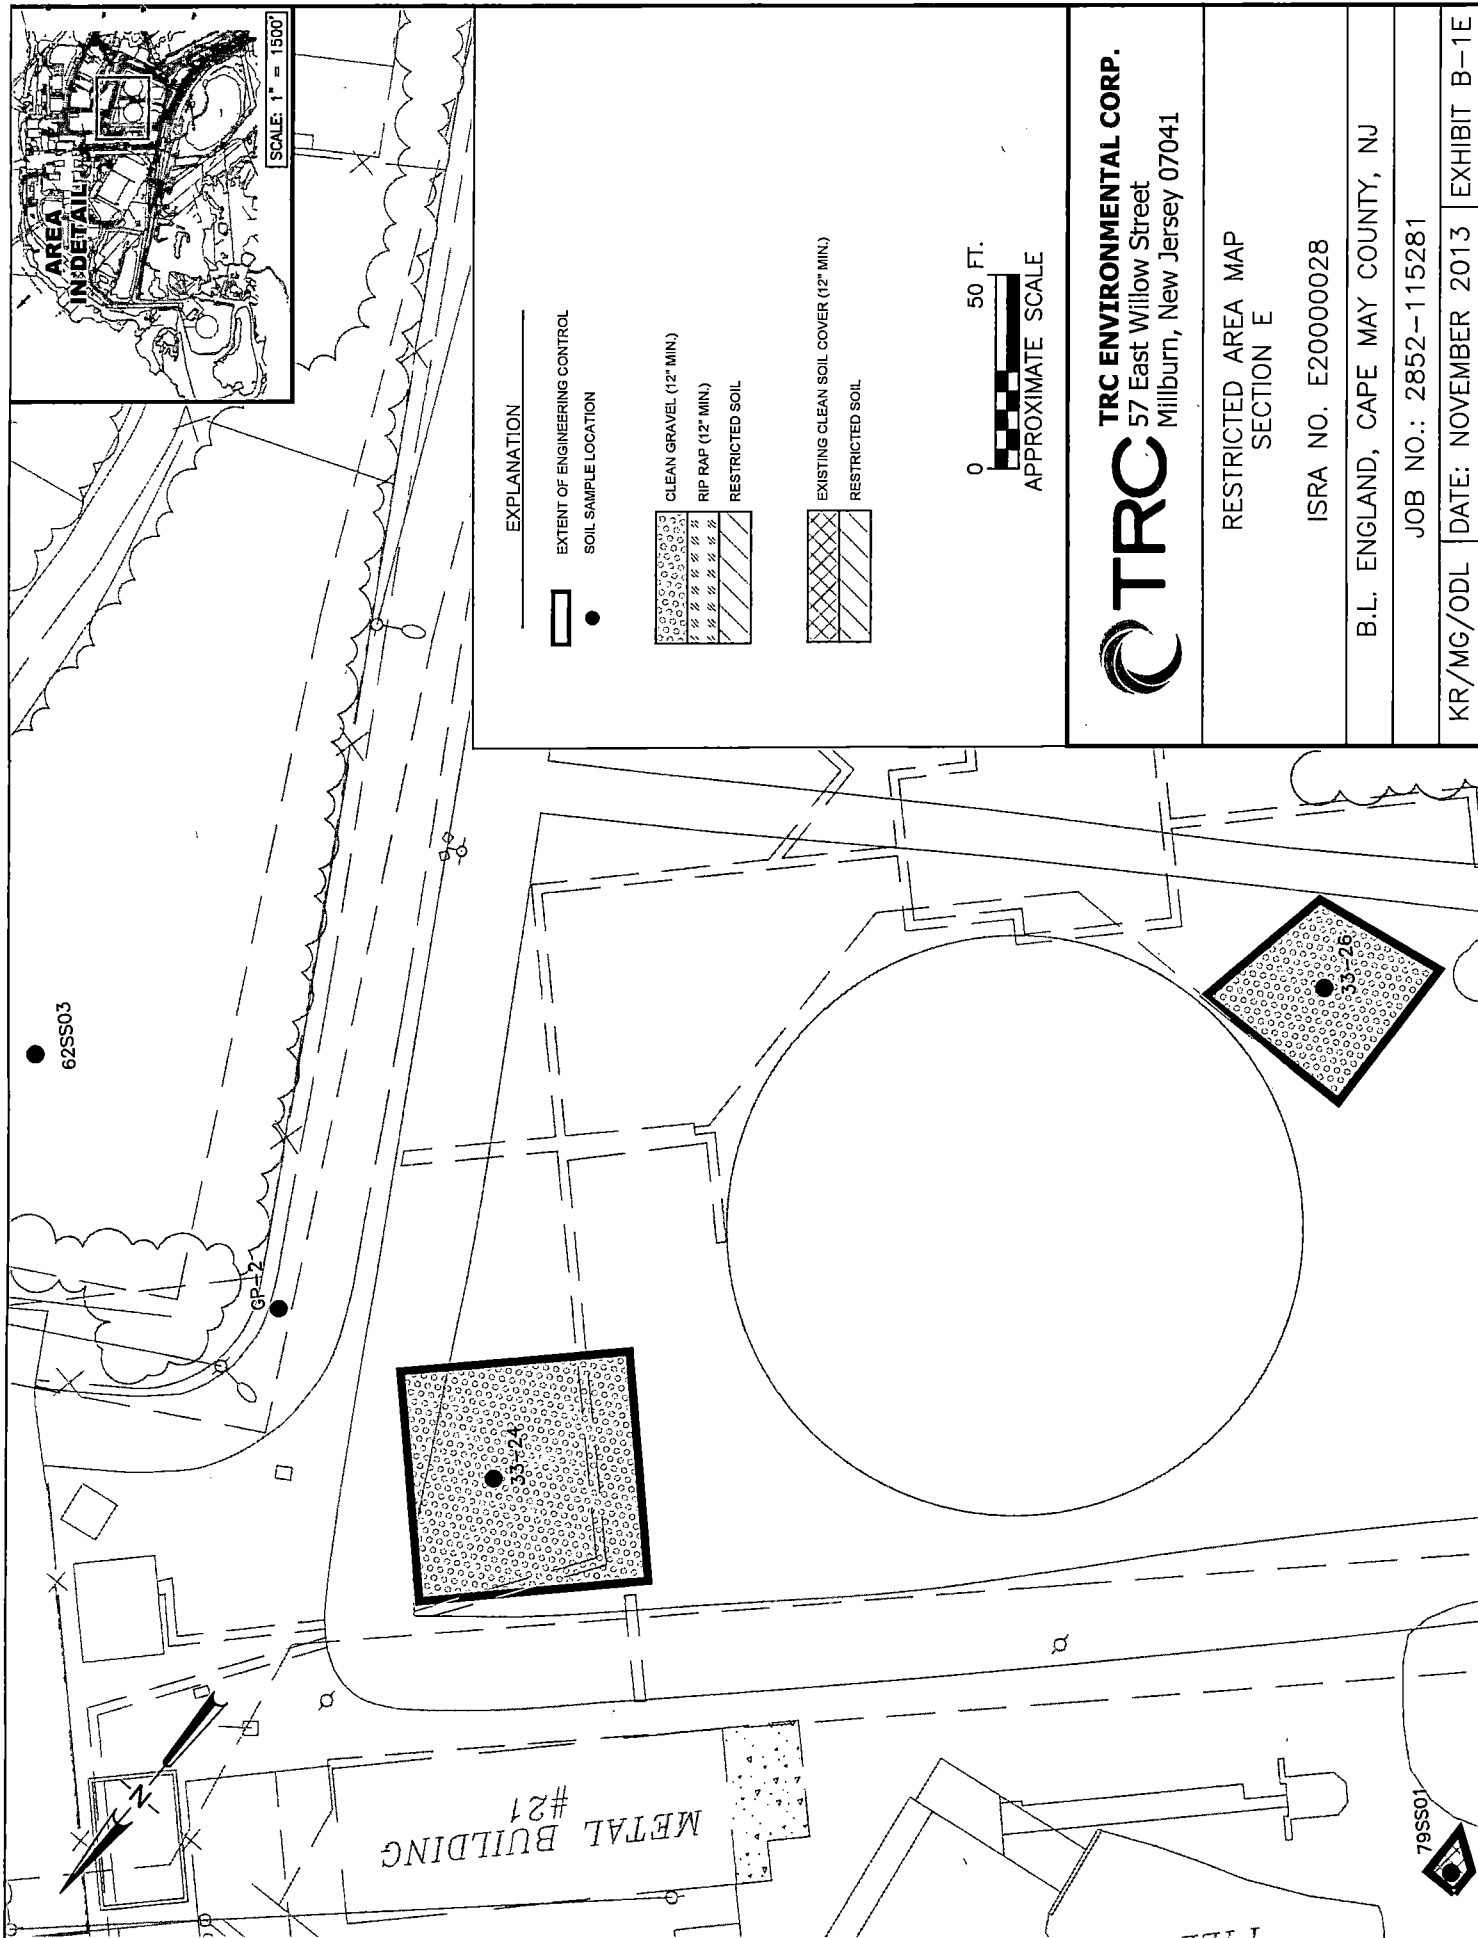 AREA
IN DETAIL
SCALE: 1" = 1500'
62SS03
GP-2
33-24
33-26
79SS01
N
METAL BUILDING
#21
EXPLANATION
EXTENT OF ENGINEERING CONTROL
SOIL SAMPLE LOCATION
CLEAN GRAVEL (12" MIN.)
RIP RAP (12" MIN.)
RESTRICTED SOIL
EXISTING CLEAN SOIL COVER (12" MIN.)
RESTRICTED SOIL
0 50 FT.
APPROXIMATE SCALE
TRC
TRC ENVIRONMENTAL CORP.
57 East Willow Street
Millburn, New Jersey 07041
RESTRICTED AREA MAP
SECTION E
ISRA NO. E20000028
B.L. ENGLAND, CAPE MAY COUNTY, NJ
JOB NO.: 2852-115281
KR/MG/ODL DATE: NOVEMBER 2013 EXHIBIT B-1E